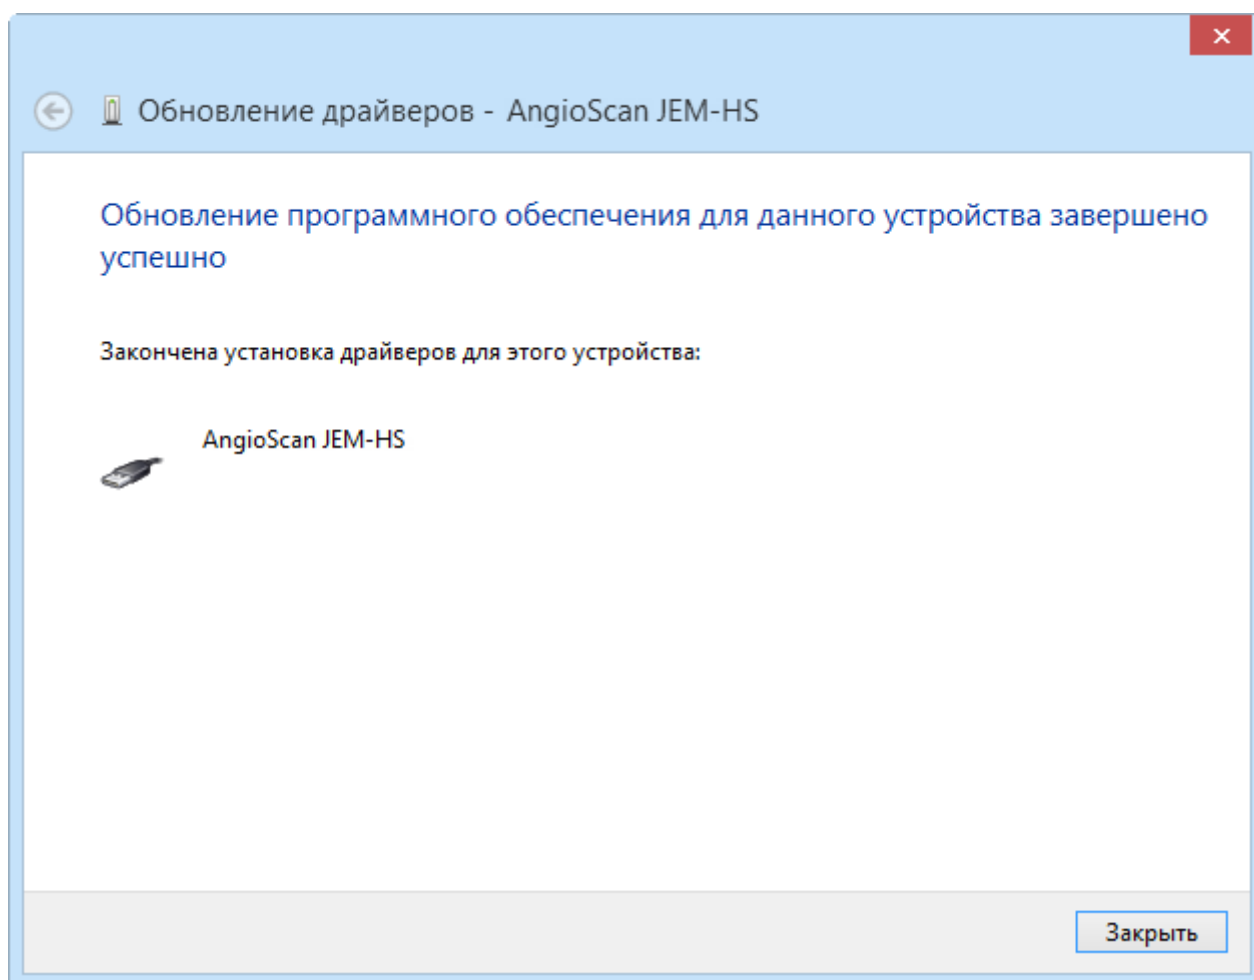 Обновление драйверов - AngioScan JEM-HS
Обновление программного обеспечения для данного устройства завершено
успешно
Закончена установка драйверов для этого устройства:
AngioScan JEM-HS
Закрыть